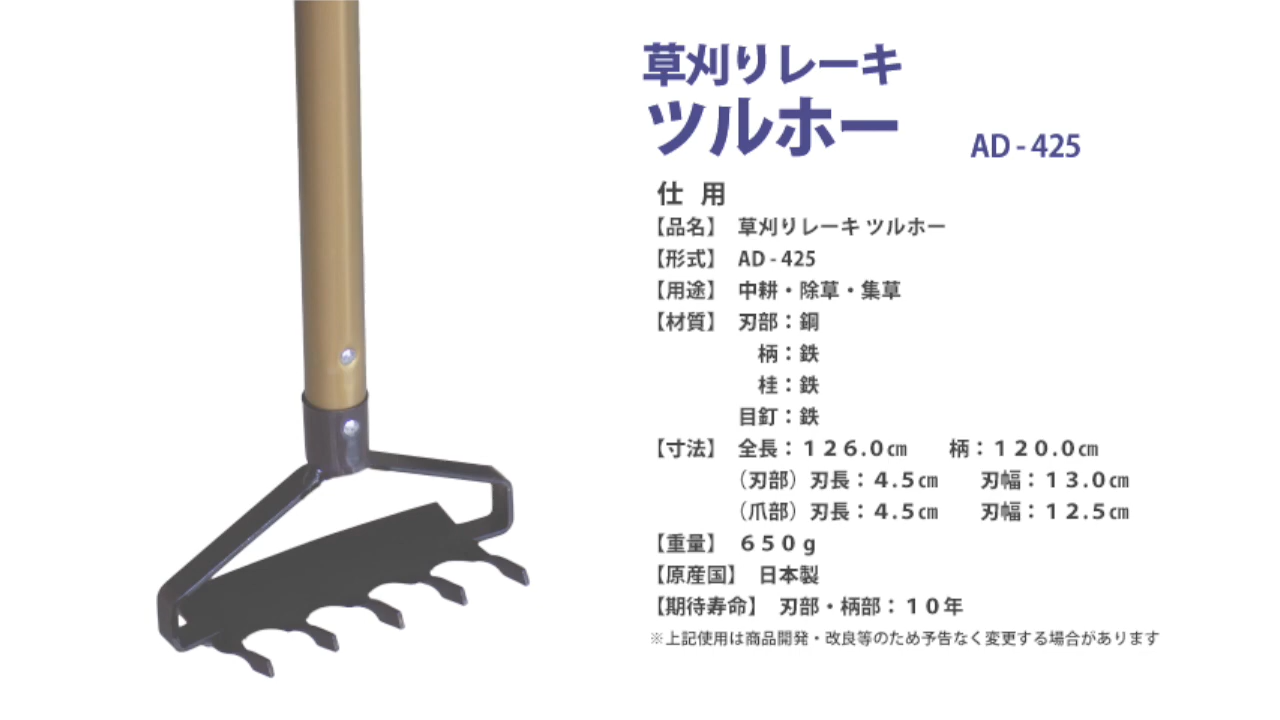 草刈りレーキ
ツルホー AD - 425
仕 用
【品名】 草刈りレーキ ツルホー
【形式】 AD - 425
【用途】 中耕・除草・集草
【材質】 刃部：鋼
柄：鉄
桂：鉄
目釘：鉄
【寸法】 全長：１２６.０㎝ 柄：１２０.０㎝
（刃部）刃長：４.５㎝ 刃幅：１３.０㎝
（爪部）刃長：４.５㎝ 刃幅：１２.５㎝
【重量】 ６５０ｇ
【原産国】 日本製
【期待寿命】 刃部・柄部：１０年
※上記使用は商品開発・改良等のため予告なく変更する場合があります